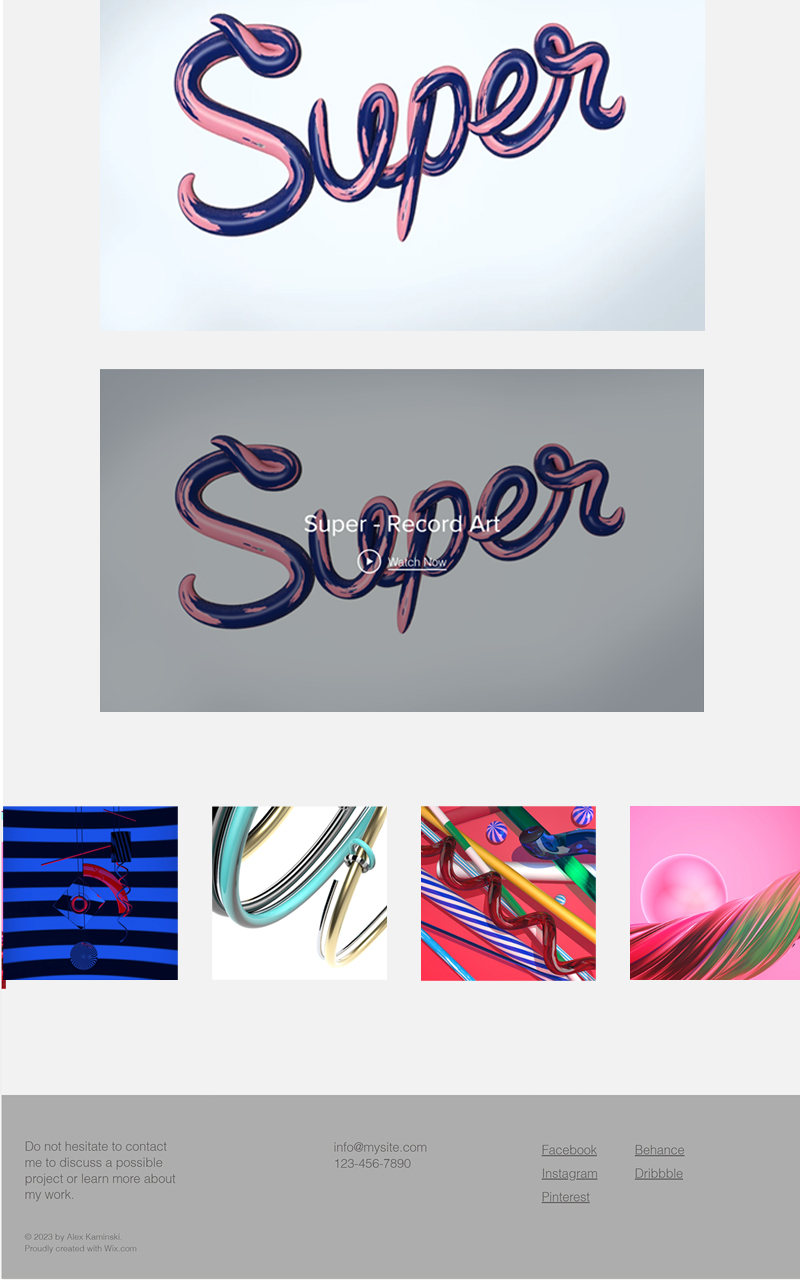 Super
Super
Super - Record Art
Watch Now
Do not hesitate to contact
me to discuss a possible
project or learn more about
my work.
info@mysite.com
123-456-7890
Facebook
Behance
Instagram
Dribbble
Pinterest
© 2023 by Alex Kaminski.
Proudly created with Wix.com